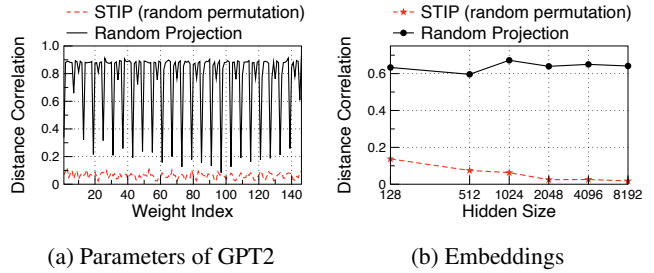 STIP (random permutation)
Random Projection
Distance Correlation
1.0
0.8
0.6
0.4
0.2
0
20 40 60 80 100 120 140
Weight Index
(a) Parameters of GPT2
STIP (random permutation)
Random Projection
Distance Correlation
0.6
0.4
0.2
0
128 512 1024 2048 4096 8192
Hidden Size
(b) Embeddings